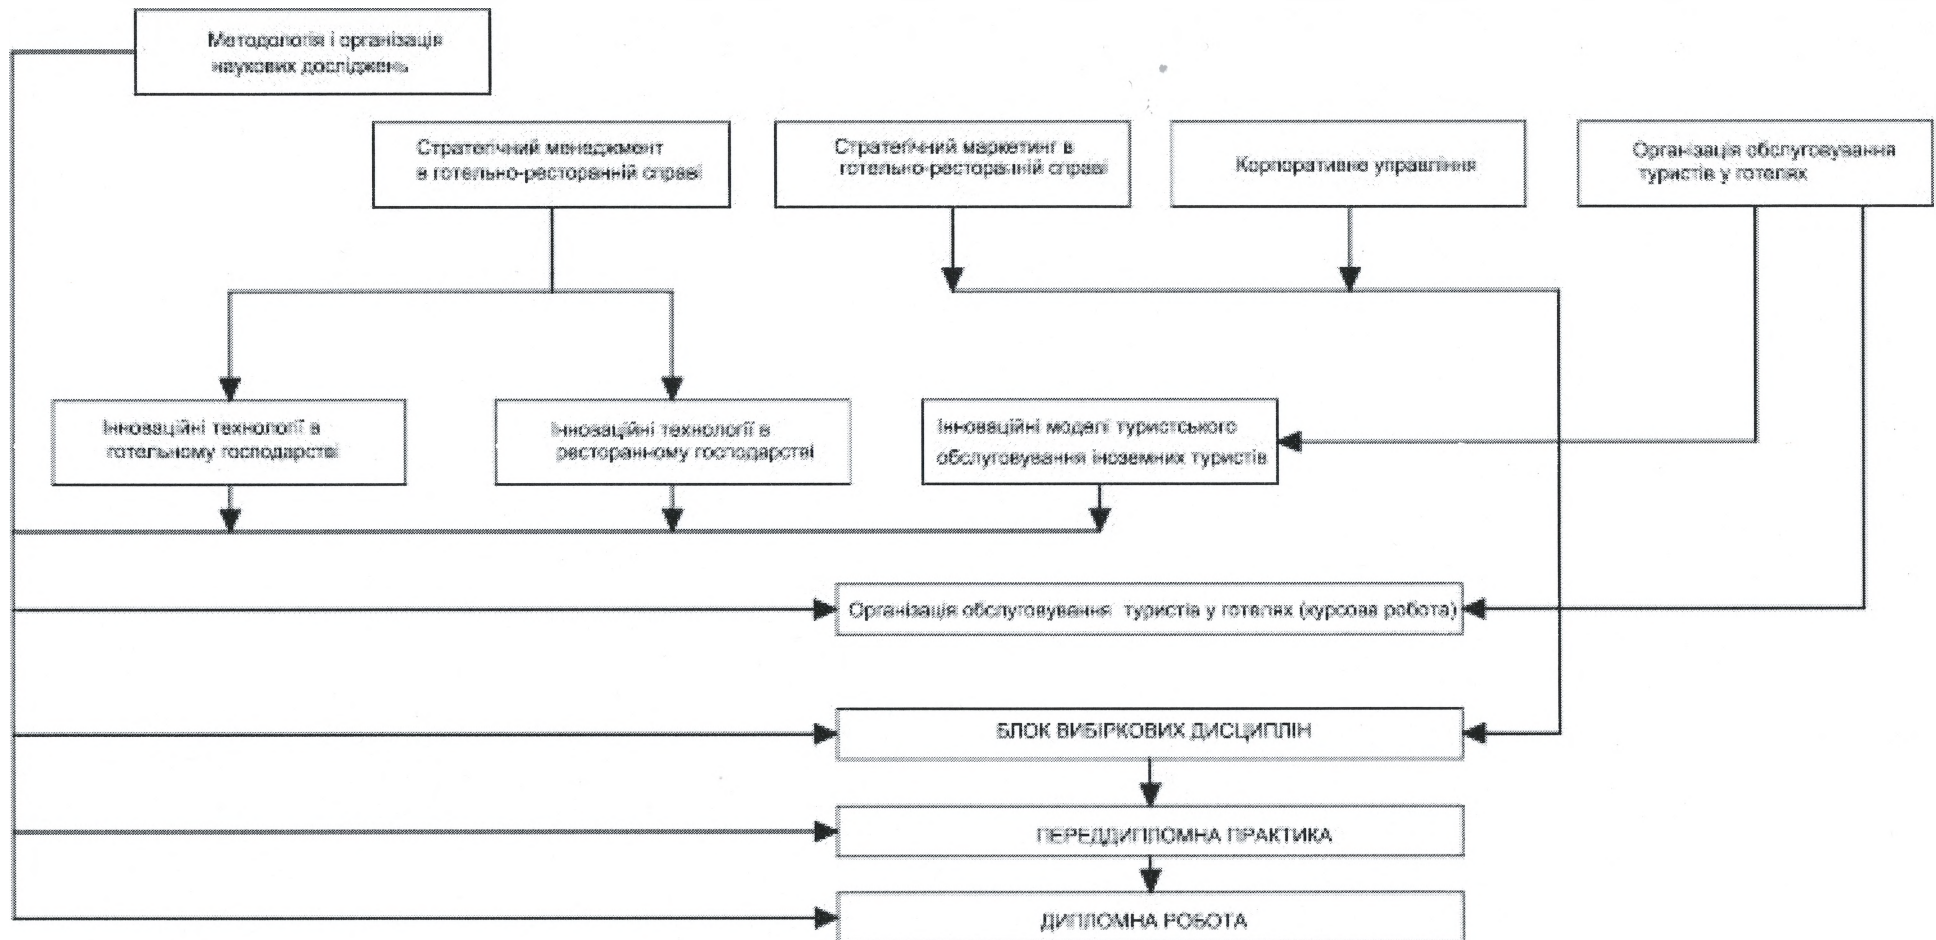 Методологія і організація
наукових досліджень
Стратегічний менеджмент
в готельно-ресторанній справі
Стратегічний маркетинг в
готельно-ресторанній справі
Корпоративне управління
Організація обслуговування
туристів у готелях
Інноваційні технології в
готельному господарстві
Інноваційні технології в
ресторанному господарстві
Інноваційні моделі туристського
обслуговування іноземних туристів
Організація обслуговування туристів у готелях (курсова робота)
БЛОК ВИБІРКОВИХ ДИСЦИПЛІН
ПЕРЕДДИПЛОМНА ПРАКТИКА
ДИПЛОМНА РОБОТА